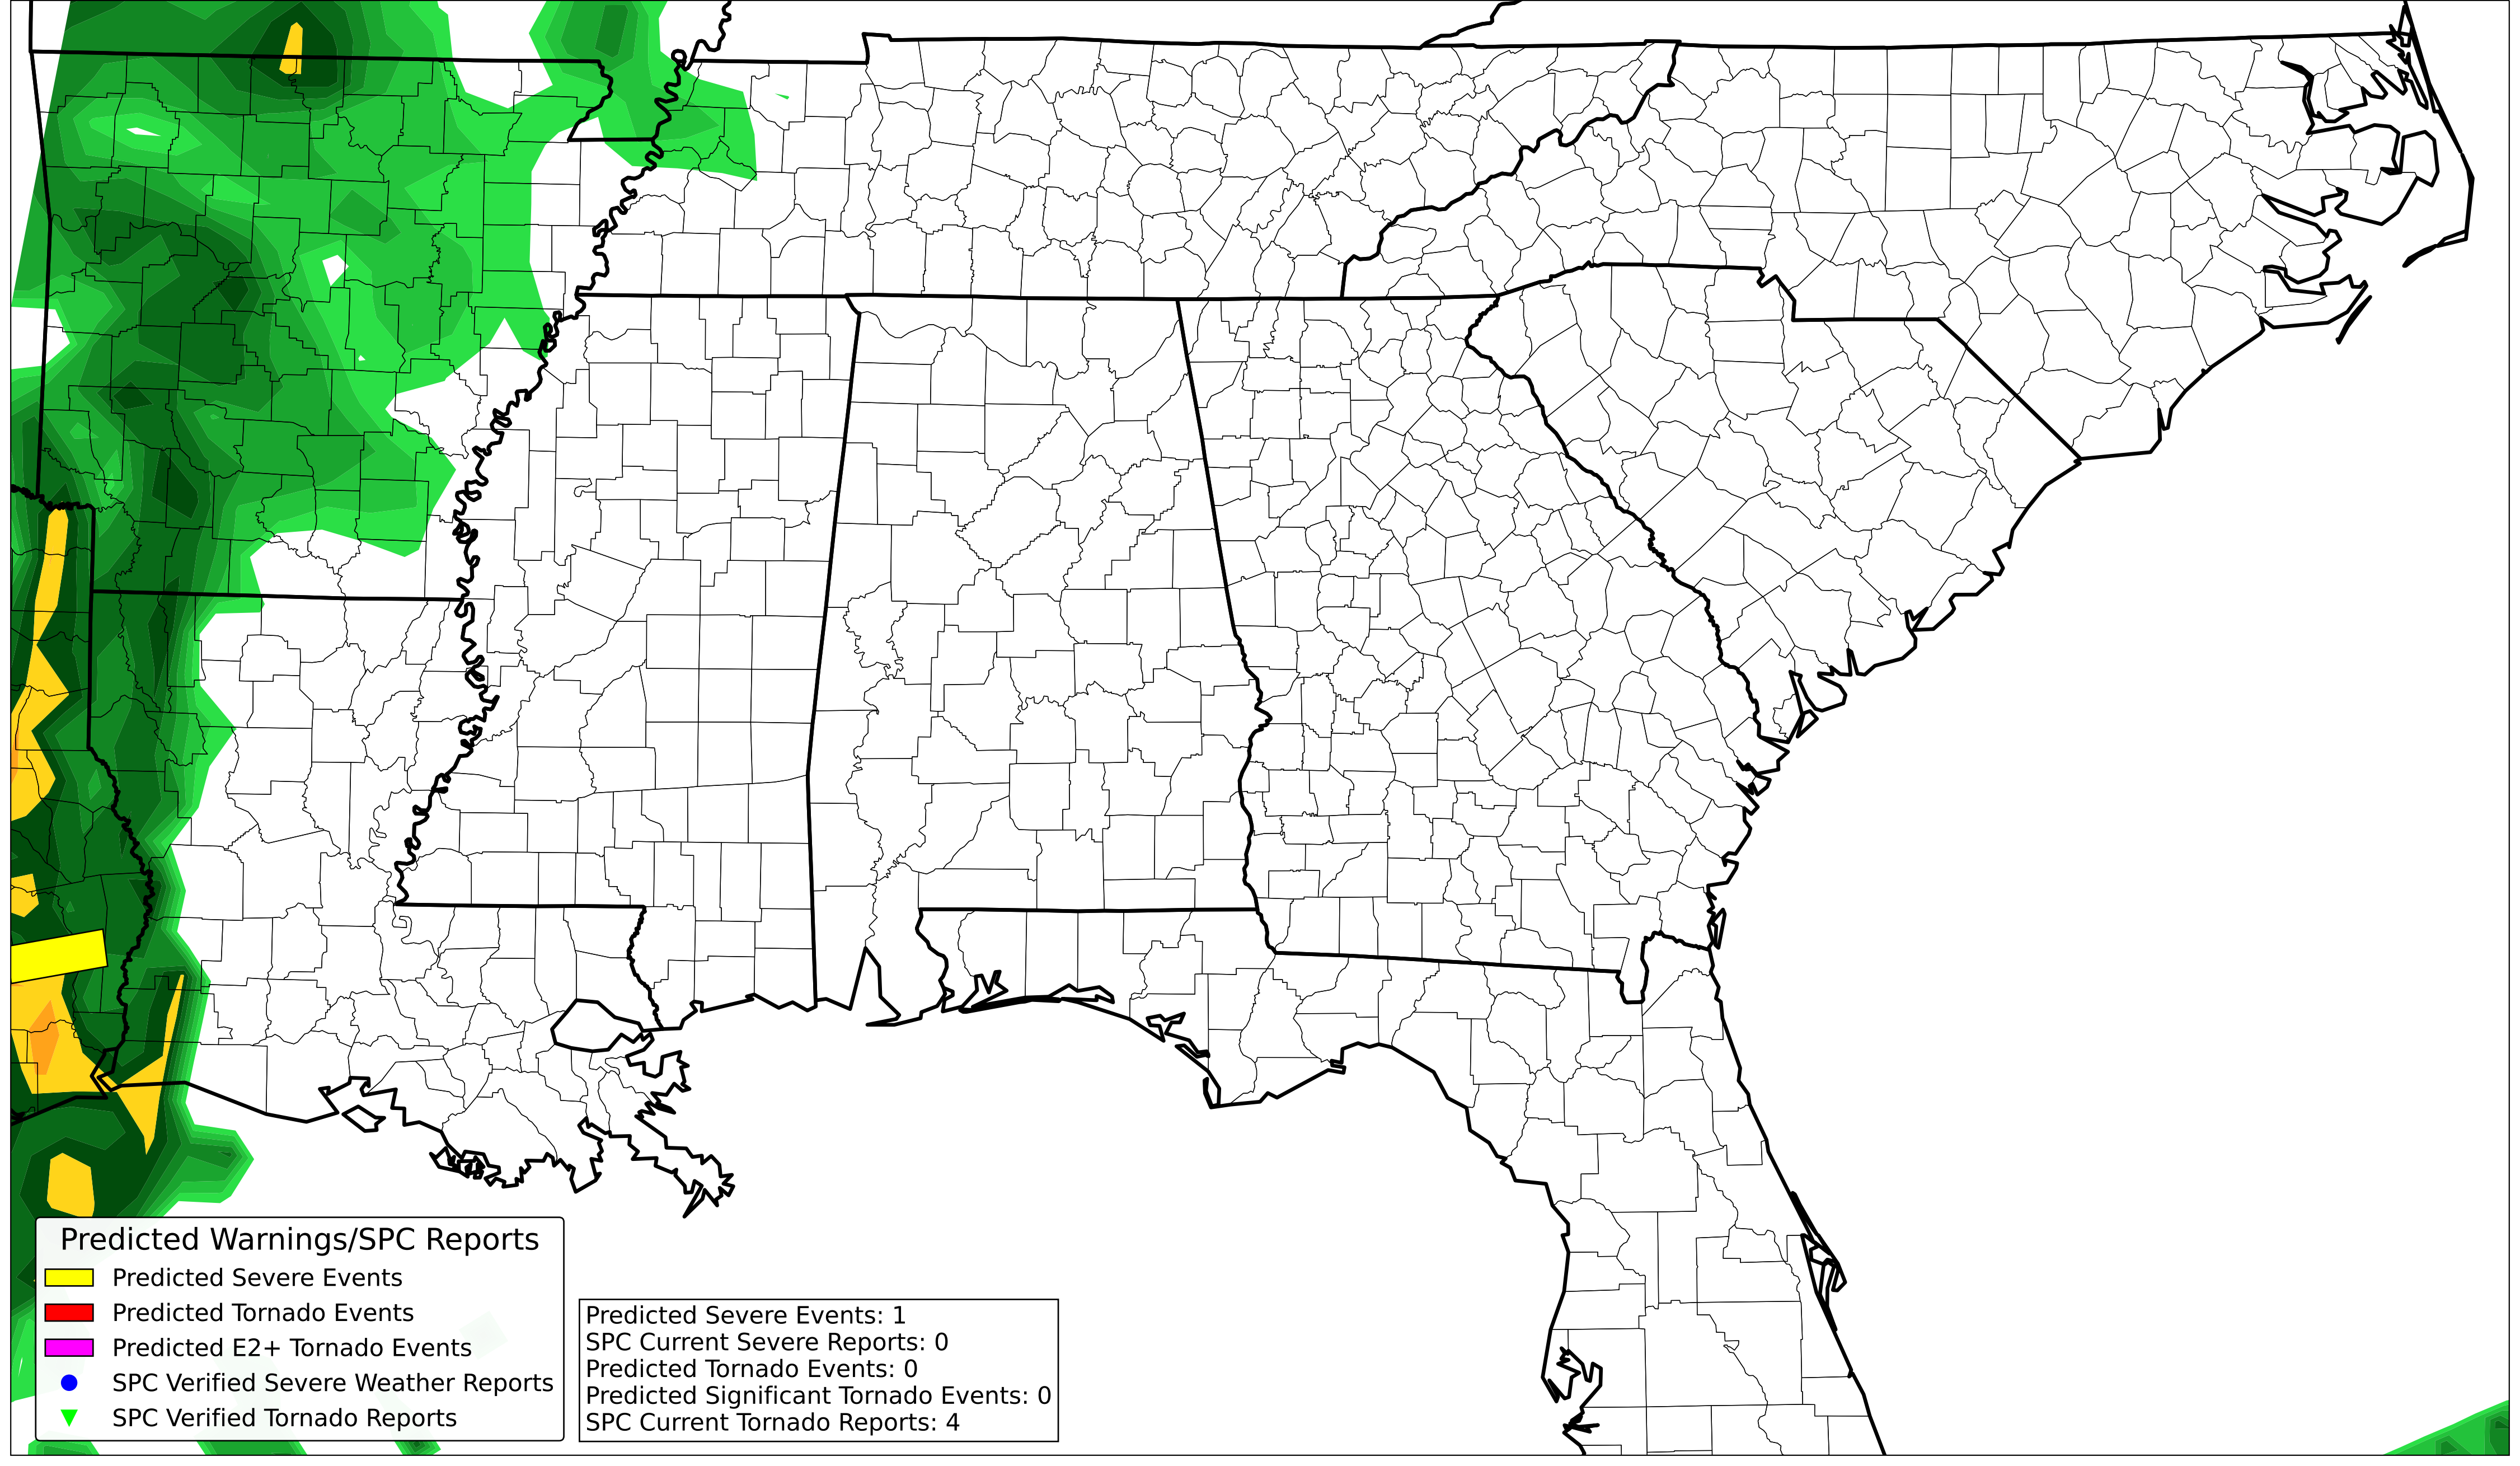 Predicted Warnings/SPC Reports
Predicted Severe Events
Predicted Tornado Events
Predicted E2+ Tornado Events
SPC Verified Severe Weather Reports
SPC Verified Tornado Reports
Predicted Severe Events: 1
SPC Current Severe Reports: 0
Predicted Tornado Events: 0
Predicted Significant Tornado Events: 0
SPC Current Tornado Reports: 4